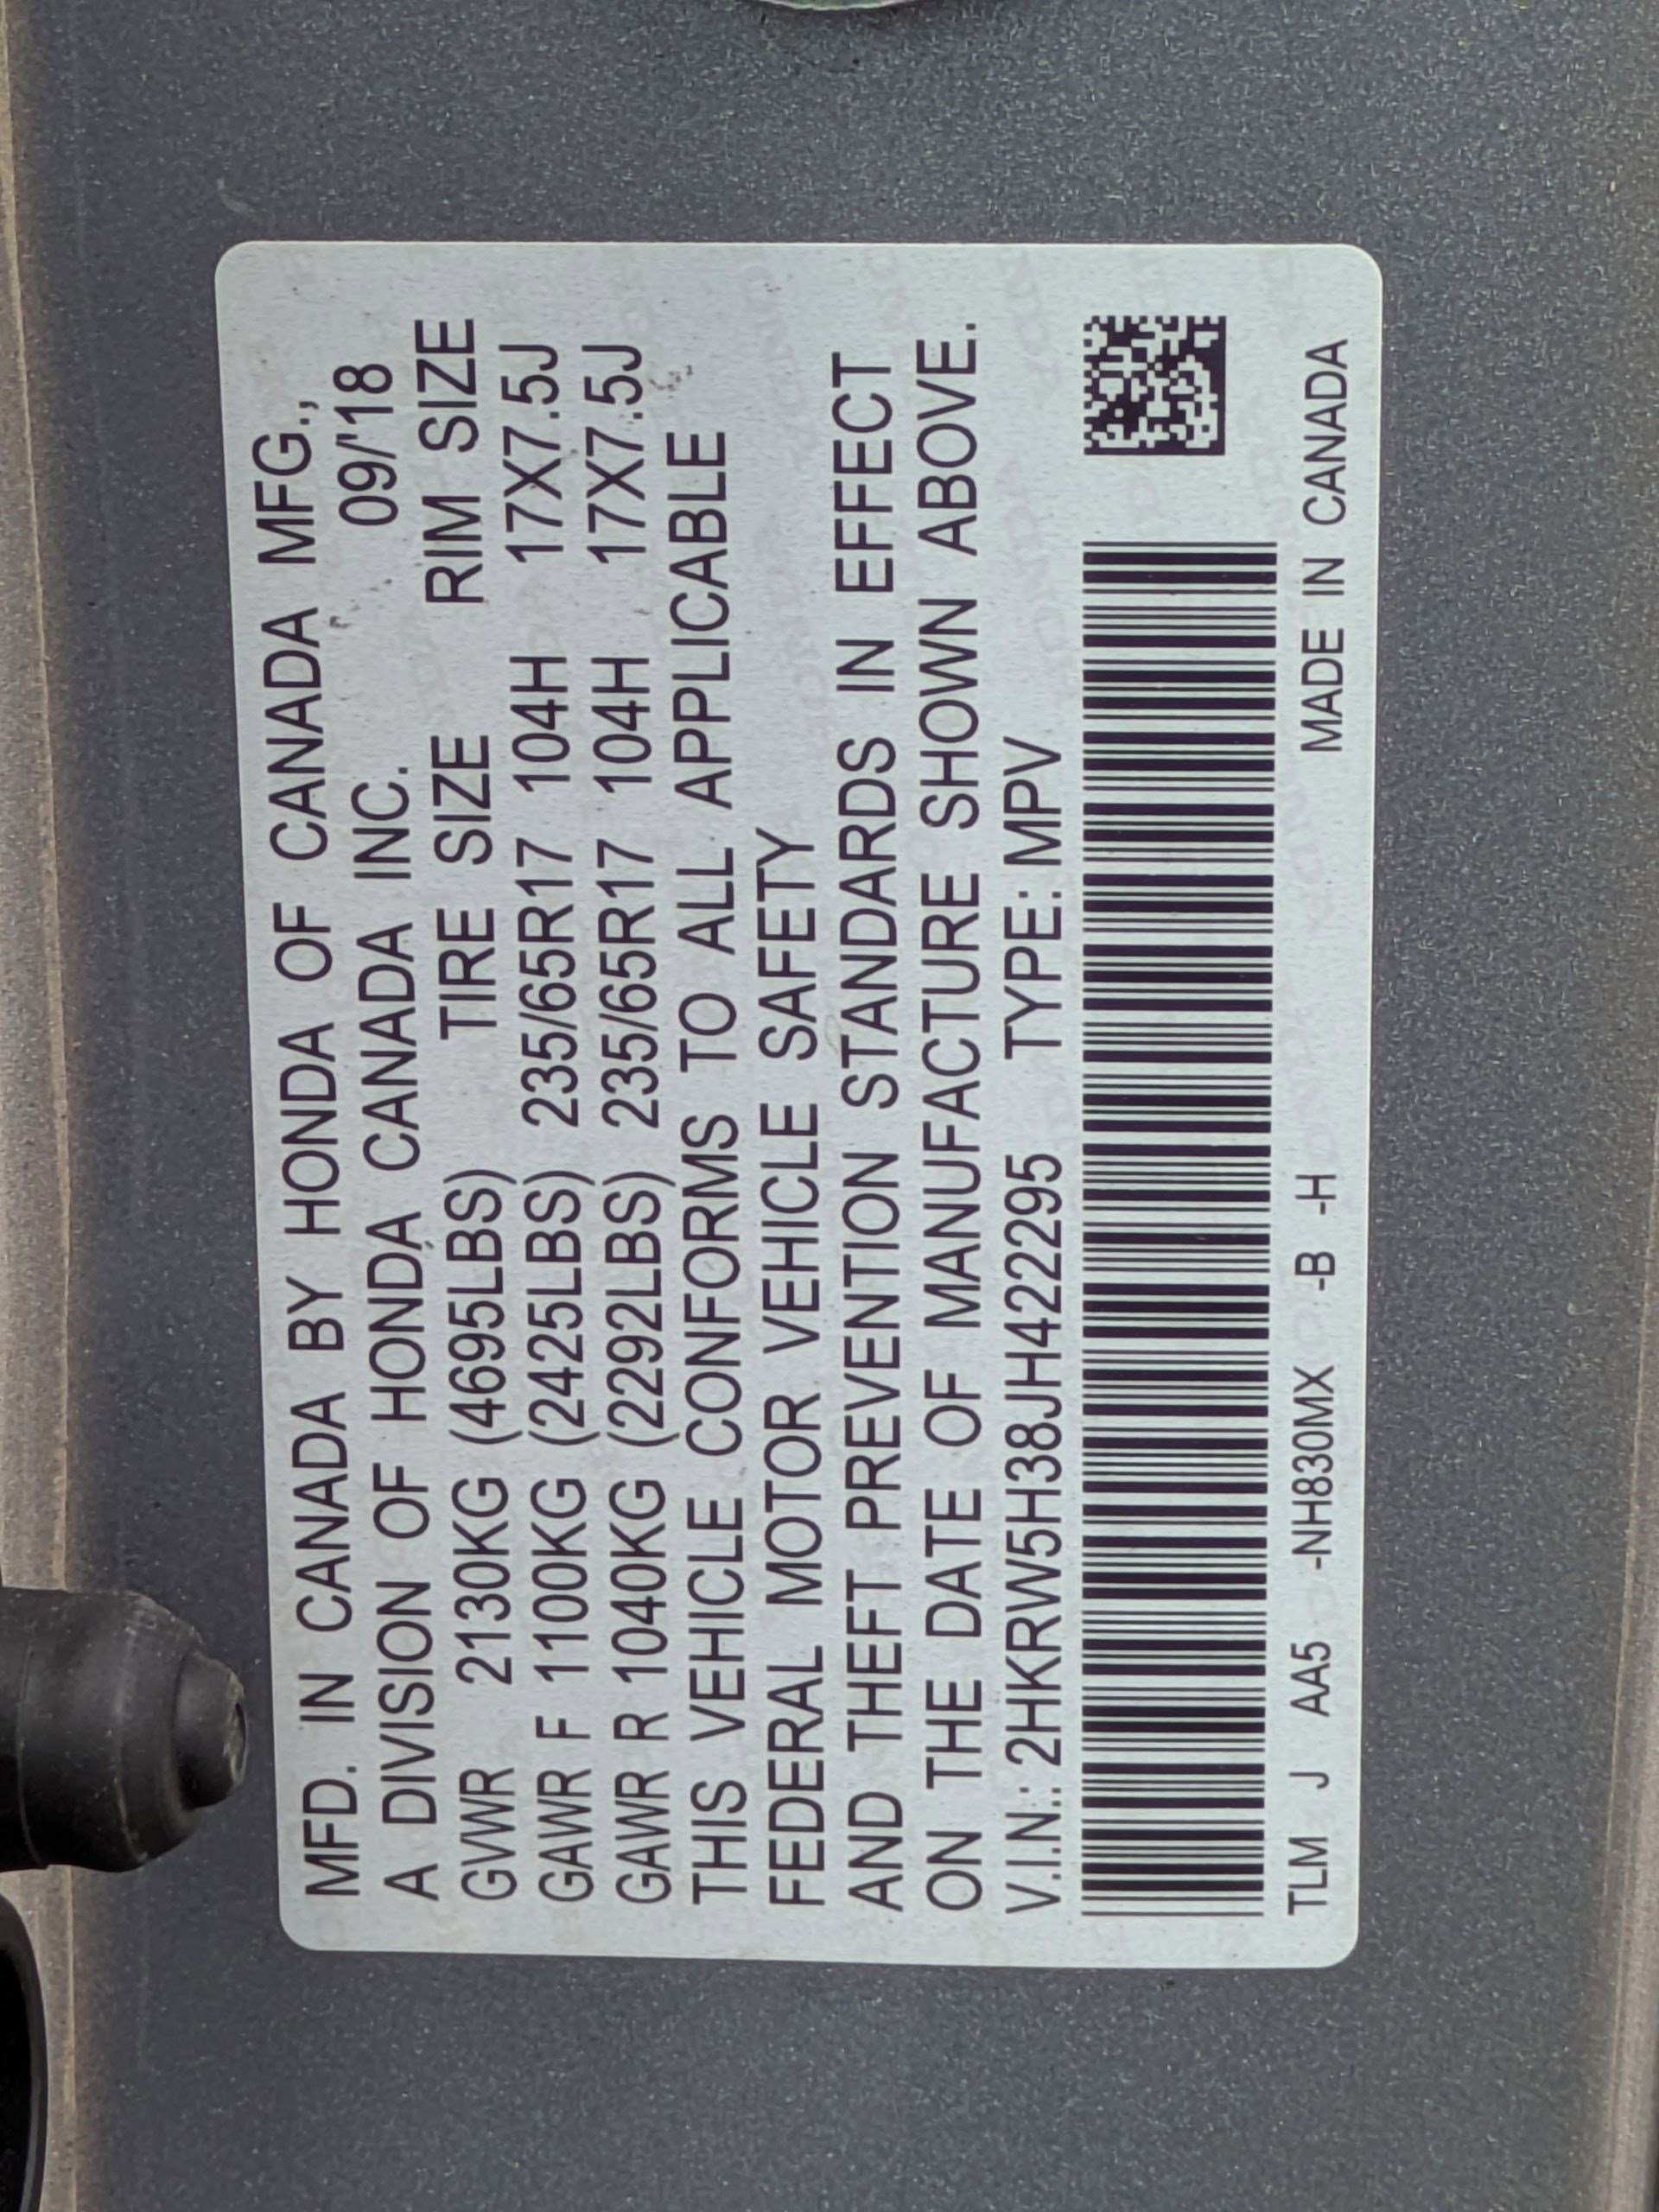 MFD. IN CANADA BY HONDA OF CANADA MFG.,
A DIVISION OF HONDA CANADA INC. 09/'18
GVWR 2130KG (4695LBS) TIRE SIZE RIM SIZE
GAWR F 1100KG (2425LBS) 235/65R17 104H 17X7.5J
GAWR R 1040KG (2292LBS) 235/65R17 104H 17X7.5J
THIS VEHICLE CONFORMS TO ALL APPLICABLE
FEDERAL MOTOR VEHICLE SAFETY
AND THEFT PREVENTION STANDARDS IN EFFECT
ON THE DATE OF MANUFACTURE SHOWN ABOVE.
V.I.N.: 2HKRW5H38JH422295 TYPE: MPV
TLM J AA5 -NH830MX -B -H MADE IN CANADA